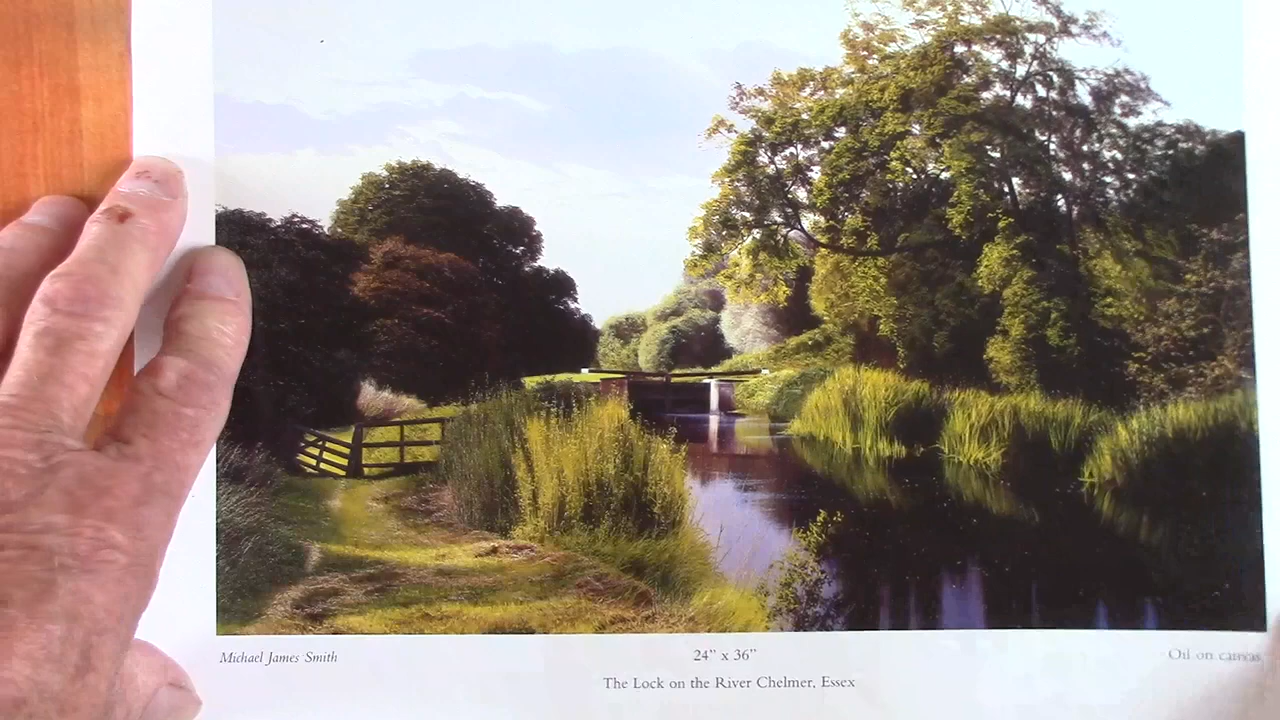 Michael James Smith
24” x 36”
Oil on canvas
The Lock on the River Chelmer, Essex